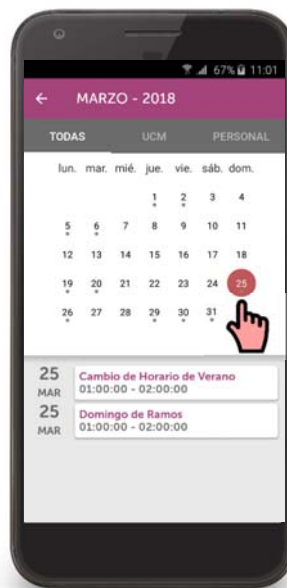 67% 11:01
← MARZO - 2018
TODAS UCM PERSONAL
lun. mar. mié. jue. vie. sáb. dom.
1 2 3 4
5 6 7 8 9 10 11
12 13 14 15 16 17 18
19 20 21 22 23 24 25
26 27 28 29 30 31
25 MAR
Cambio de Horario de Verano
01:00:00 - 02:00:00
25 MAR
Domingo de Ramos
01:00:00 - 02:00:00